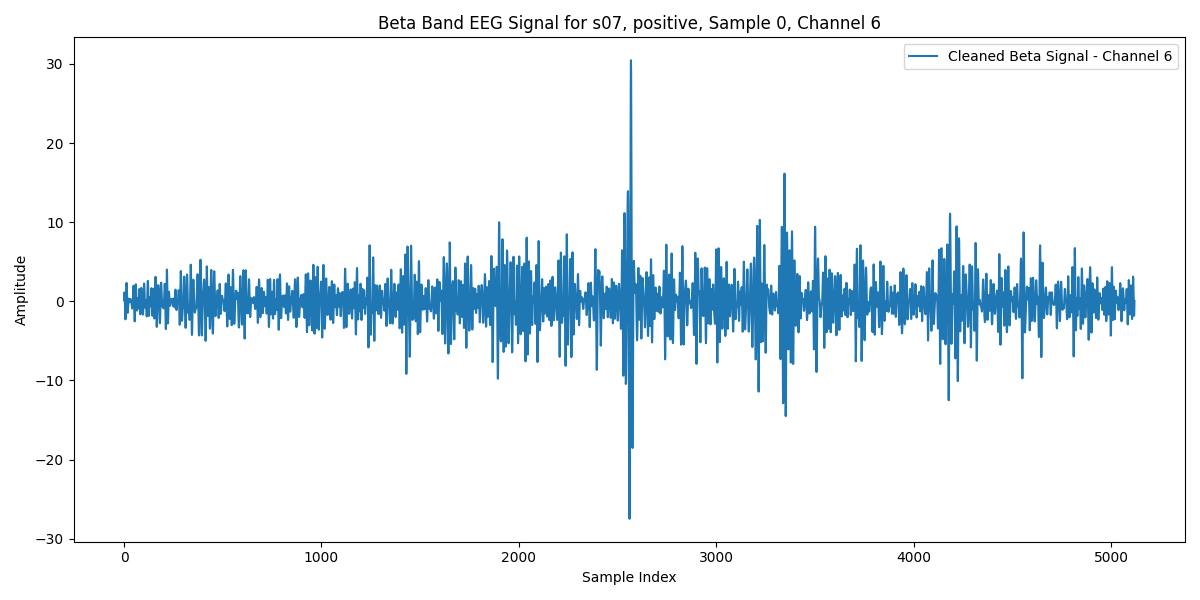 Beta Band EEG Signal for s07, positive, Sample 0, Channel 6
Cleaned Beta Signal - Channel 6
Amplitude
30
20
10
0
−10
−20
−30
0 1000 2000 3000 4000 5000
Sample Index